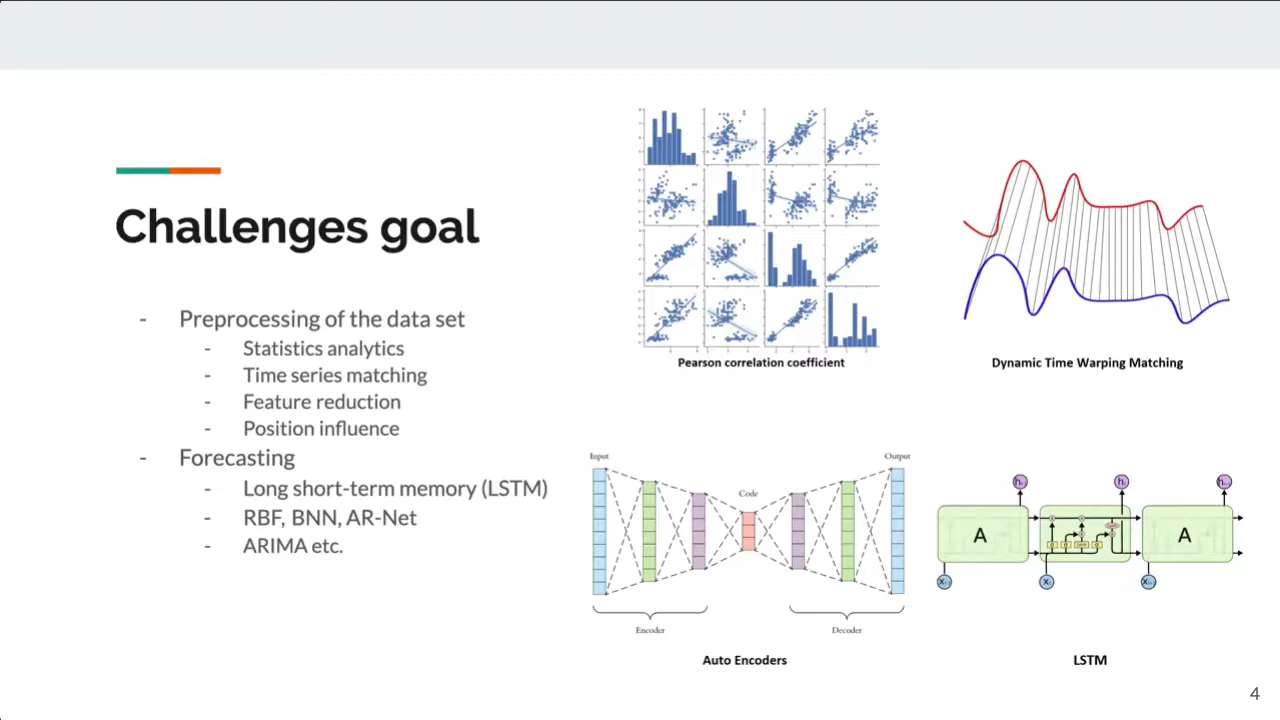 Challenges goal
- Preprocessing of the data set
- Statistics analytics
- Time series matching
- Feature reduction
- Position influence
- Forecasting
- Long short-term memory (LSTM)
- RBF, BNN, AR-Net
- ARIMA etc.
Pearson correlation coefficient
Dynamic Time Warping Matching
Input
Output
Code
Encoder
Decoder
Auto Encoders
A
A
LSTM
4